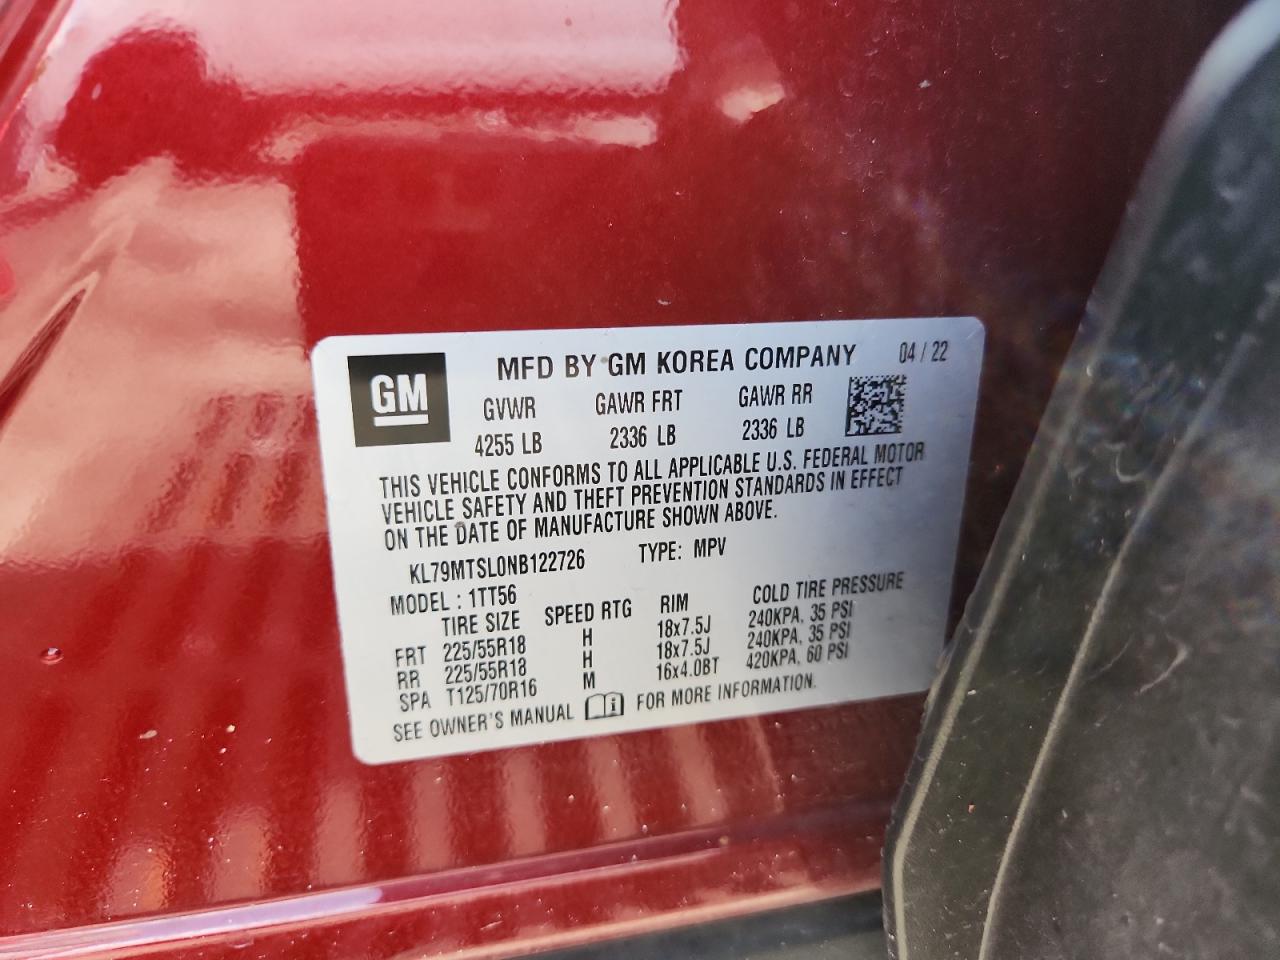 GM
MFD BY GM KOREA COMPANY 04 / 22
GVWR GAWR FRT GAWR RR
4255 LB 2336 LB 2336 LB
THIS VEHICLE CONFORMS TO ALL APPLICABLE U.S. FEDERAL MOTOR
VEHICLE SAFETY AND THEFT PREVENTION STANDARDS IN EFFECT
ON THE DATE OF MANUFACTURE SHOWN ABOVE.
KL79MTSL0NB122726 TYPE: MPV
MODEL : 1TT56
TIRE SIZE SPEED RTG RIM COLD TIRE PRESSURE
FRT 225/55R18 H 18x7.5J 240KPA, 35 PSI
RR 225/55R18 H 18x7.5J 240KPA, 35 PSI
SPA T125/70R16 M 16x4.0BT 420KPA, 60 PSI
SEE OWNER'S MANUAL FOR MORE INFORMATION.